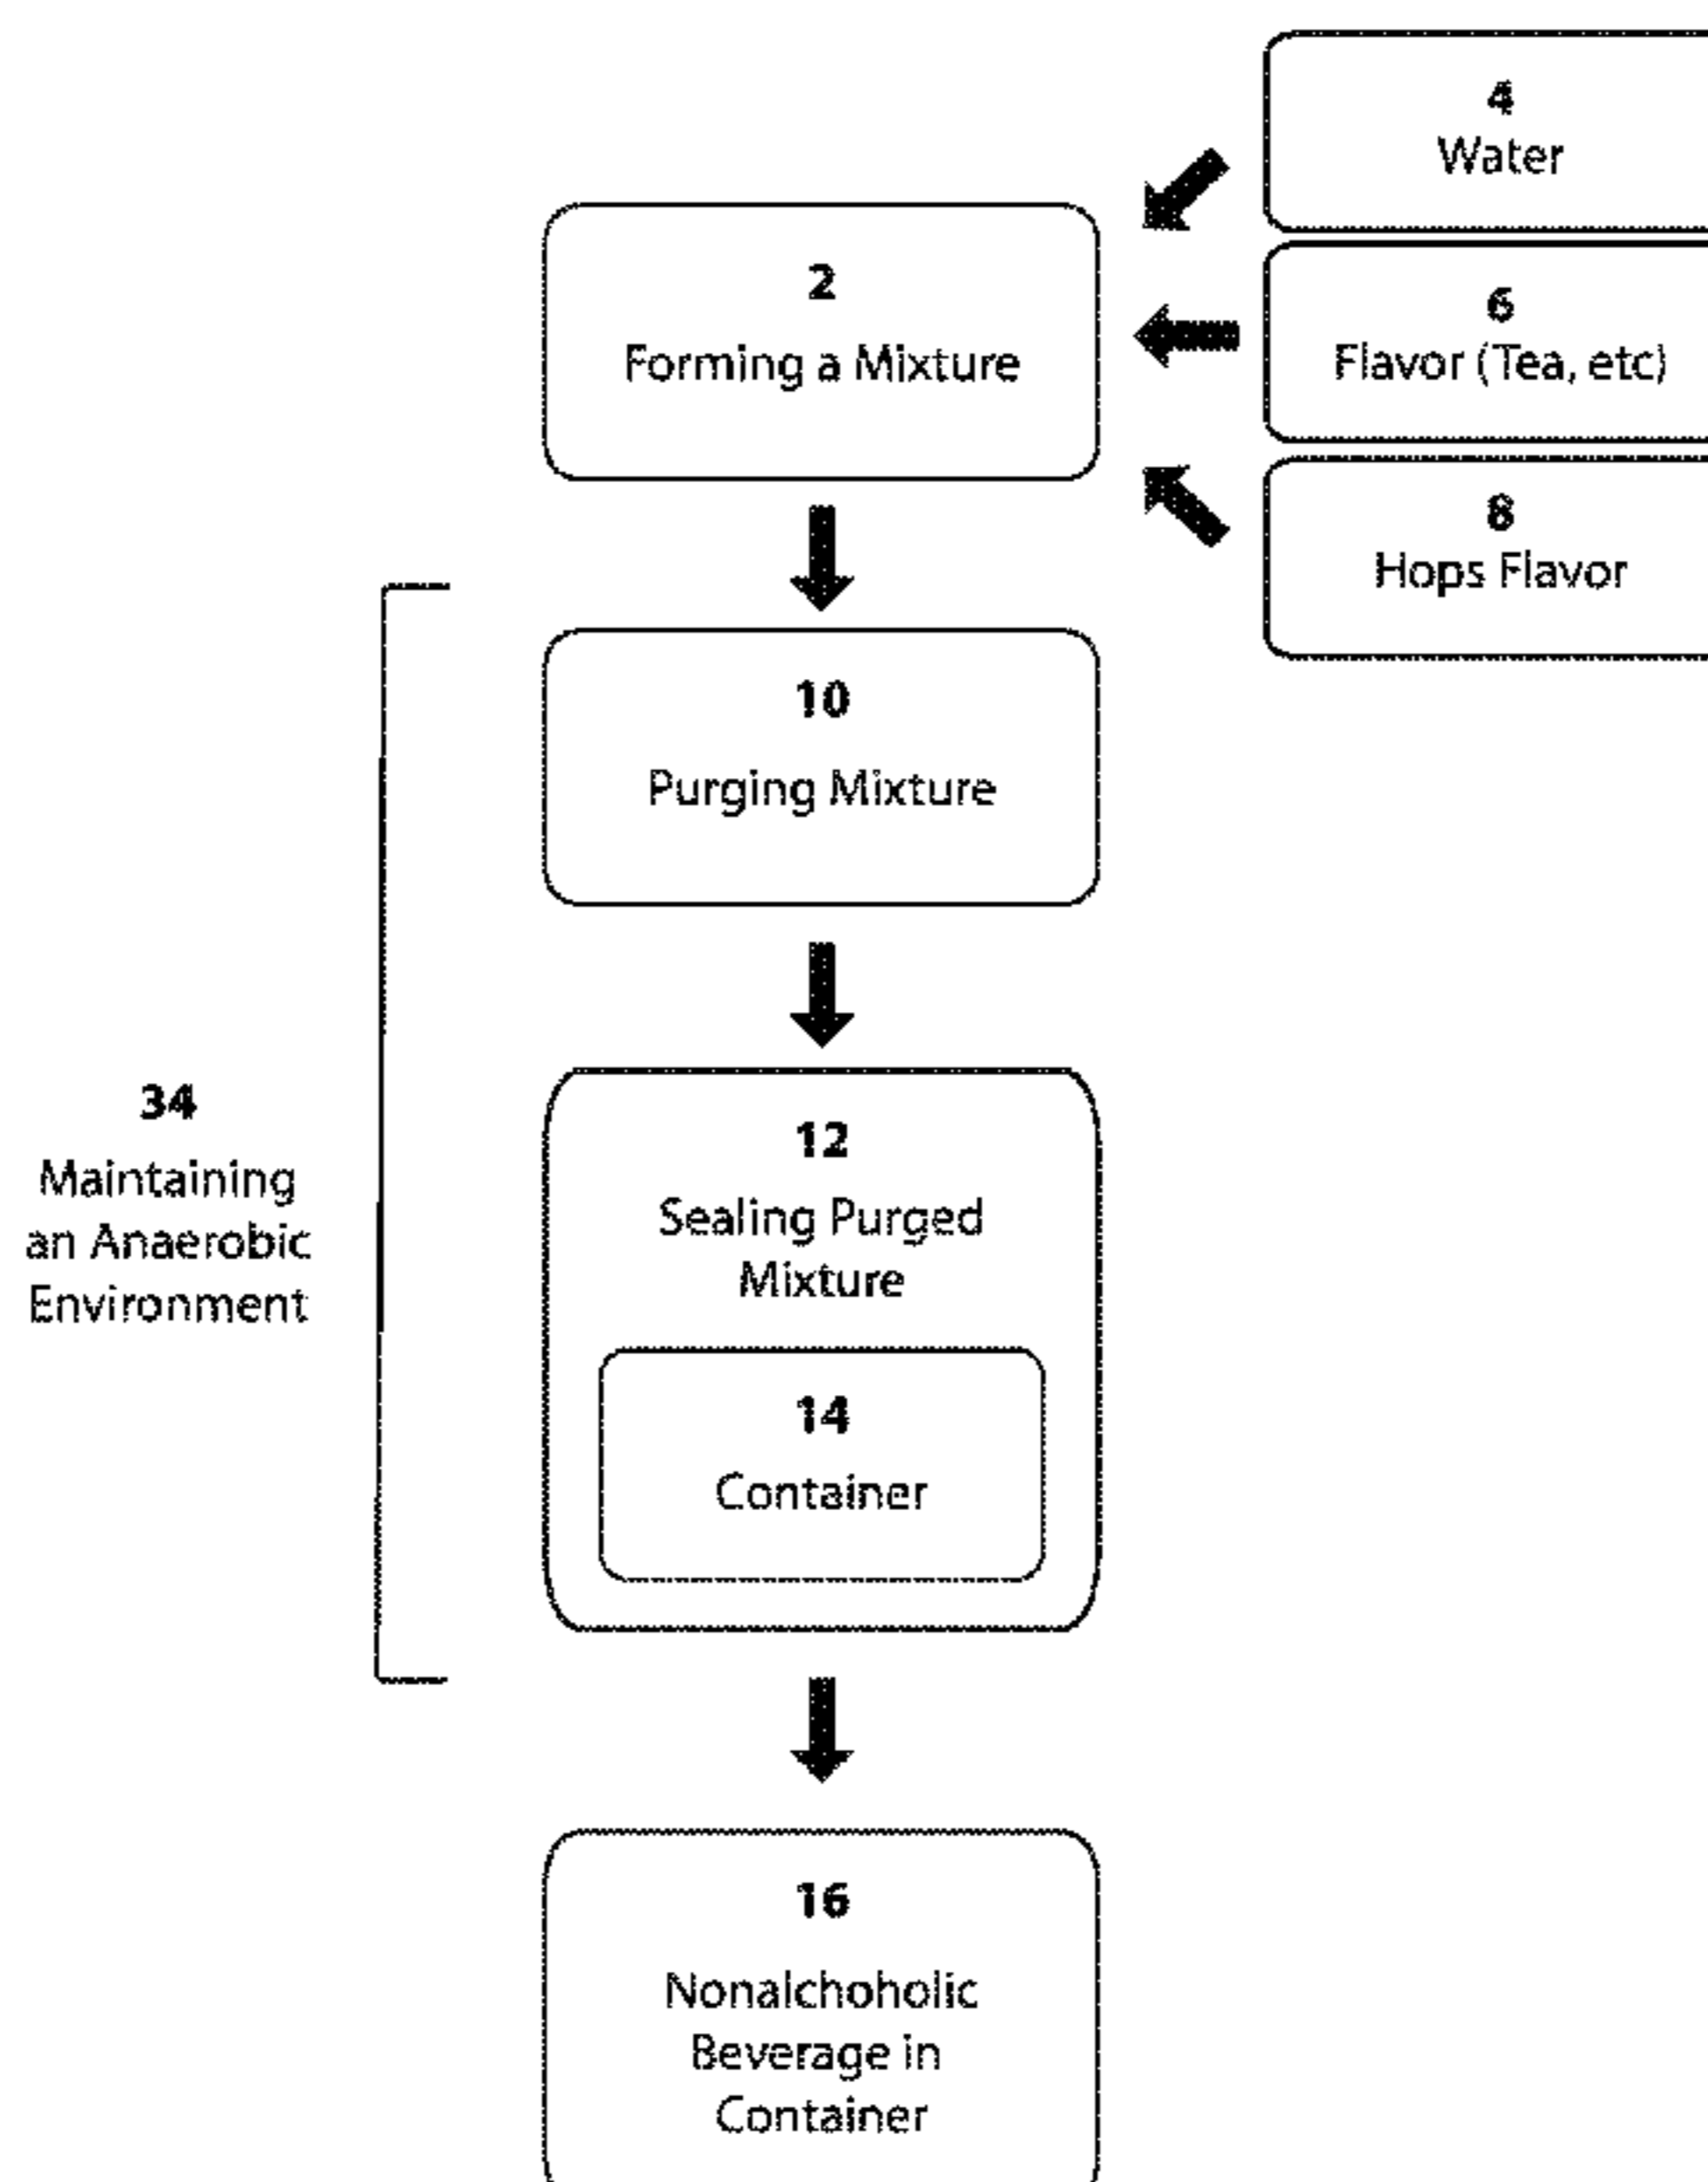 4
Water
2
Forming a Mixture
6
Flavor (Tea, etc)
8
Hops Flavor
10
Purging Mixture
34
Maintaining
an Anaerobic
Environment
12
Sealing Purged
Mixture
14
Container
16
Nonalchoholic
Beverage in
Container